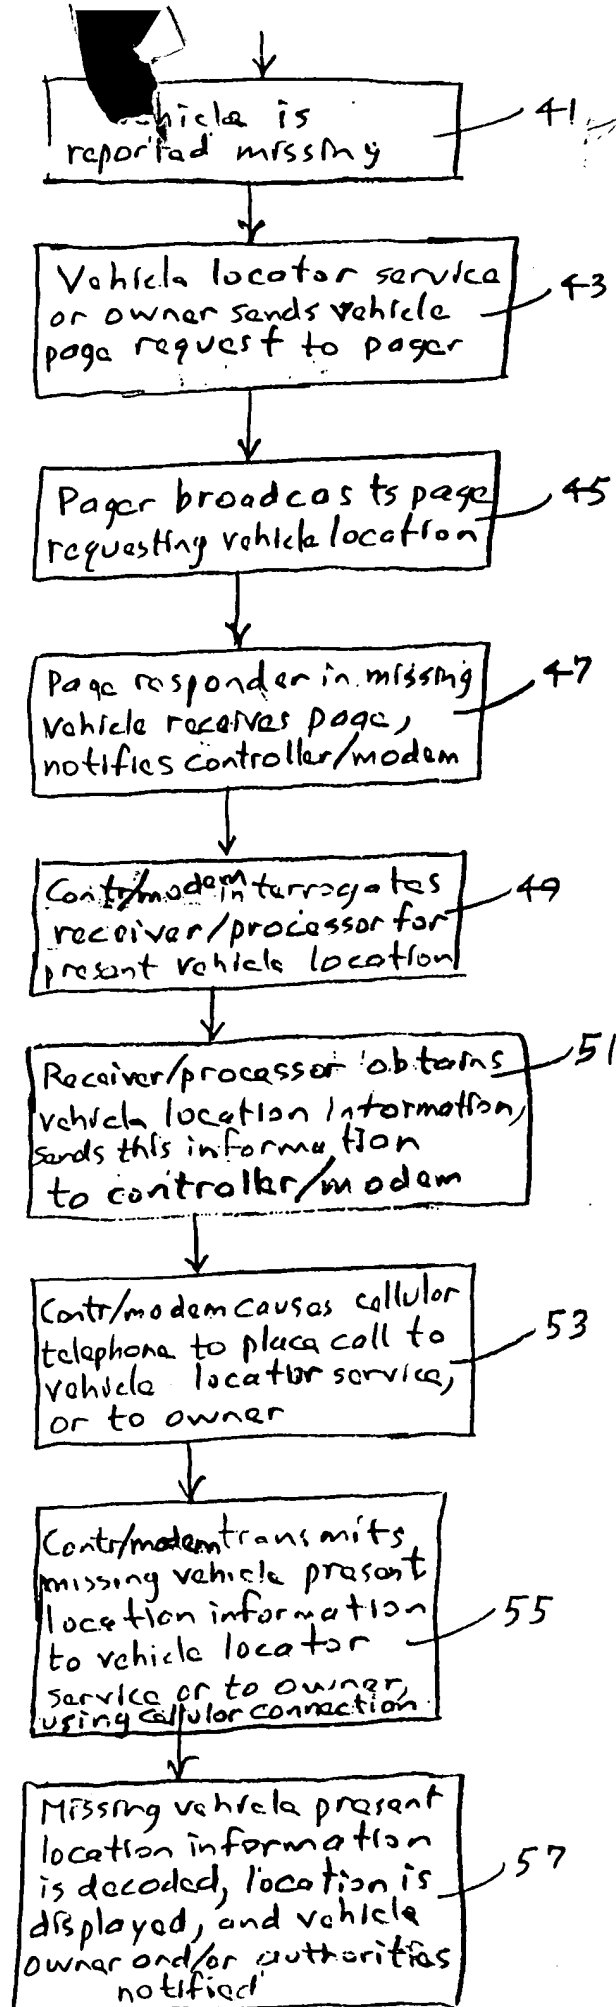 vehicle is
reported missing
41
Vehicle locator service
or owner sends vehicle
page request to pager
43
Pager broadcasts page
requesting vehicle location
45
Page responder in missing
vehicle receives page,
notifies controller/modem
47
Contr/modem interrogates
receiver/processor for
present vehicle location
49
Receiver/processor obtains
vehicle location information,
sends this information
to controller/modem
51
Contr/modem causes cellular
telephone to place call to
vehicle locator service,
or to owner
53
Contr/modem transmits
missing vehicle present
location information
to vehicle locator
service or to owner,
using cellular connection
55
Missing vehicle present
location information
is decoded, location is
displayed, and vehicle
owner and/or authorities
notified
57